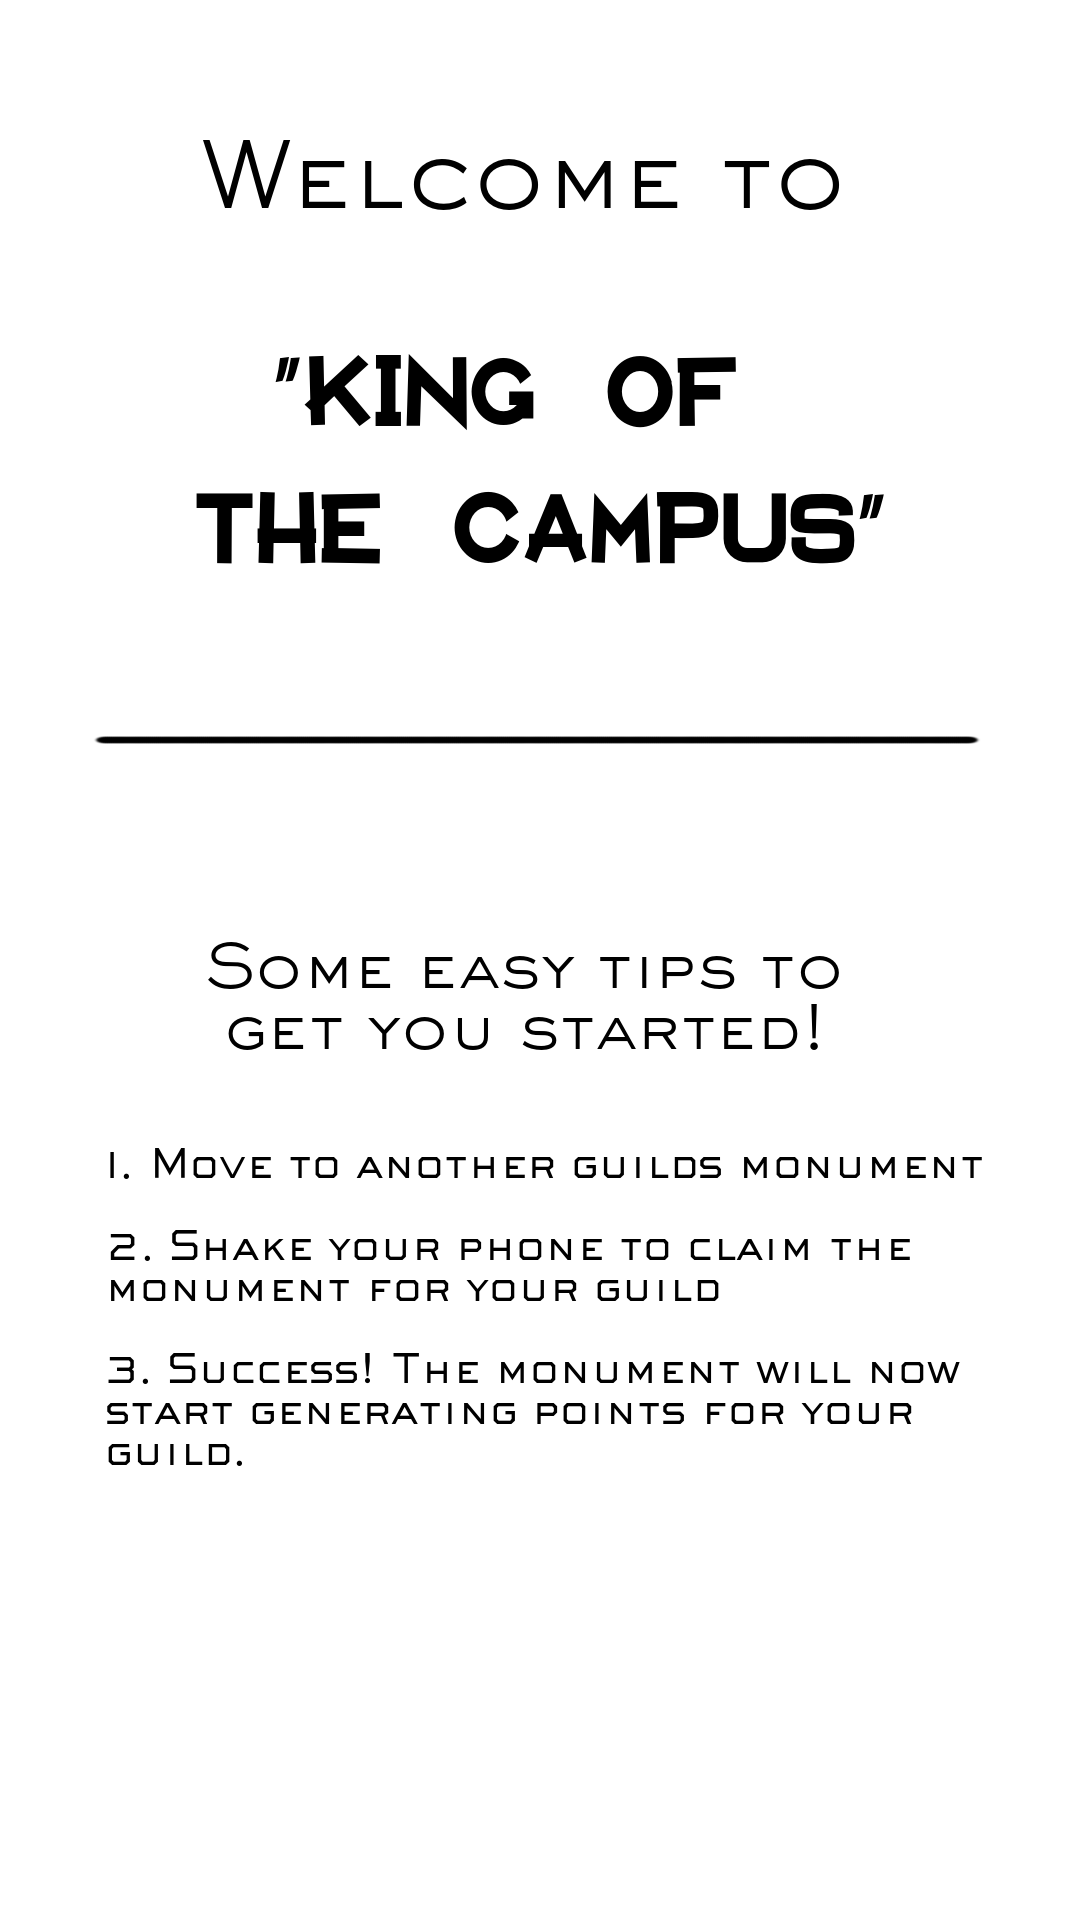 Welcome to
"KING OF
THE CAMPUS"
Some easy tips to
get you started!
1. Move to another guilds monument
2. Shake your phone to claim the
monument for your guild
3. Success! The monument will now
start generating points for your
guild.